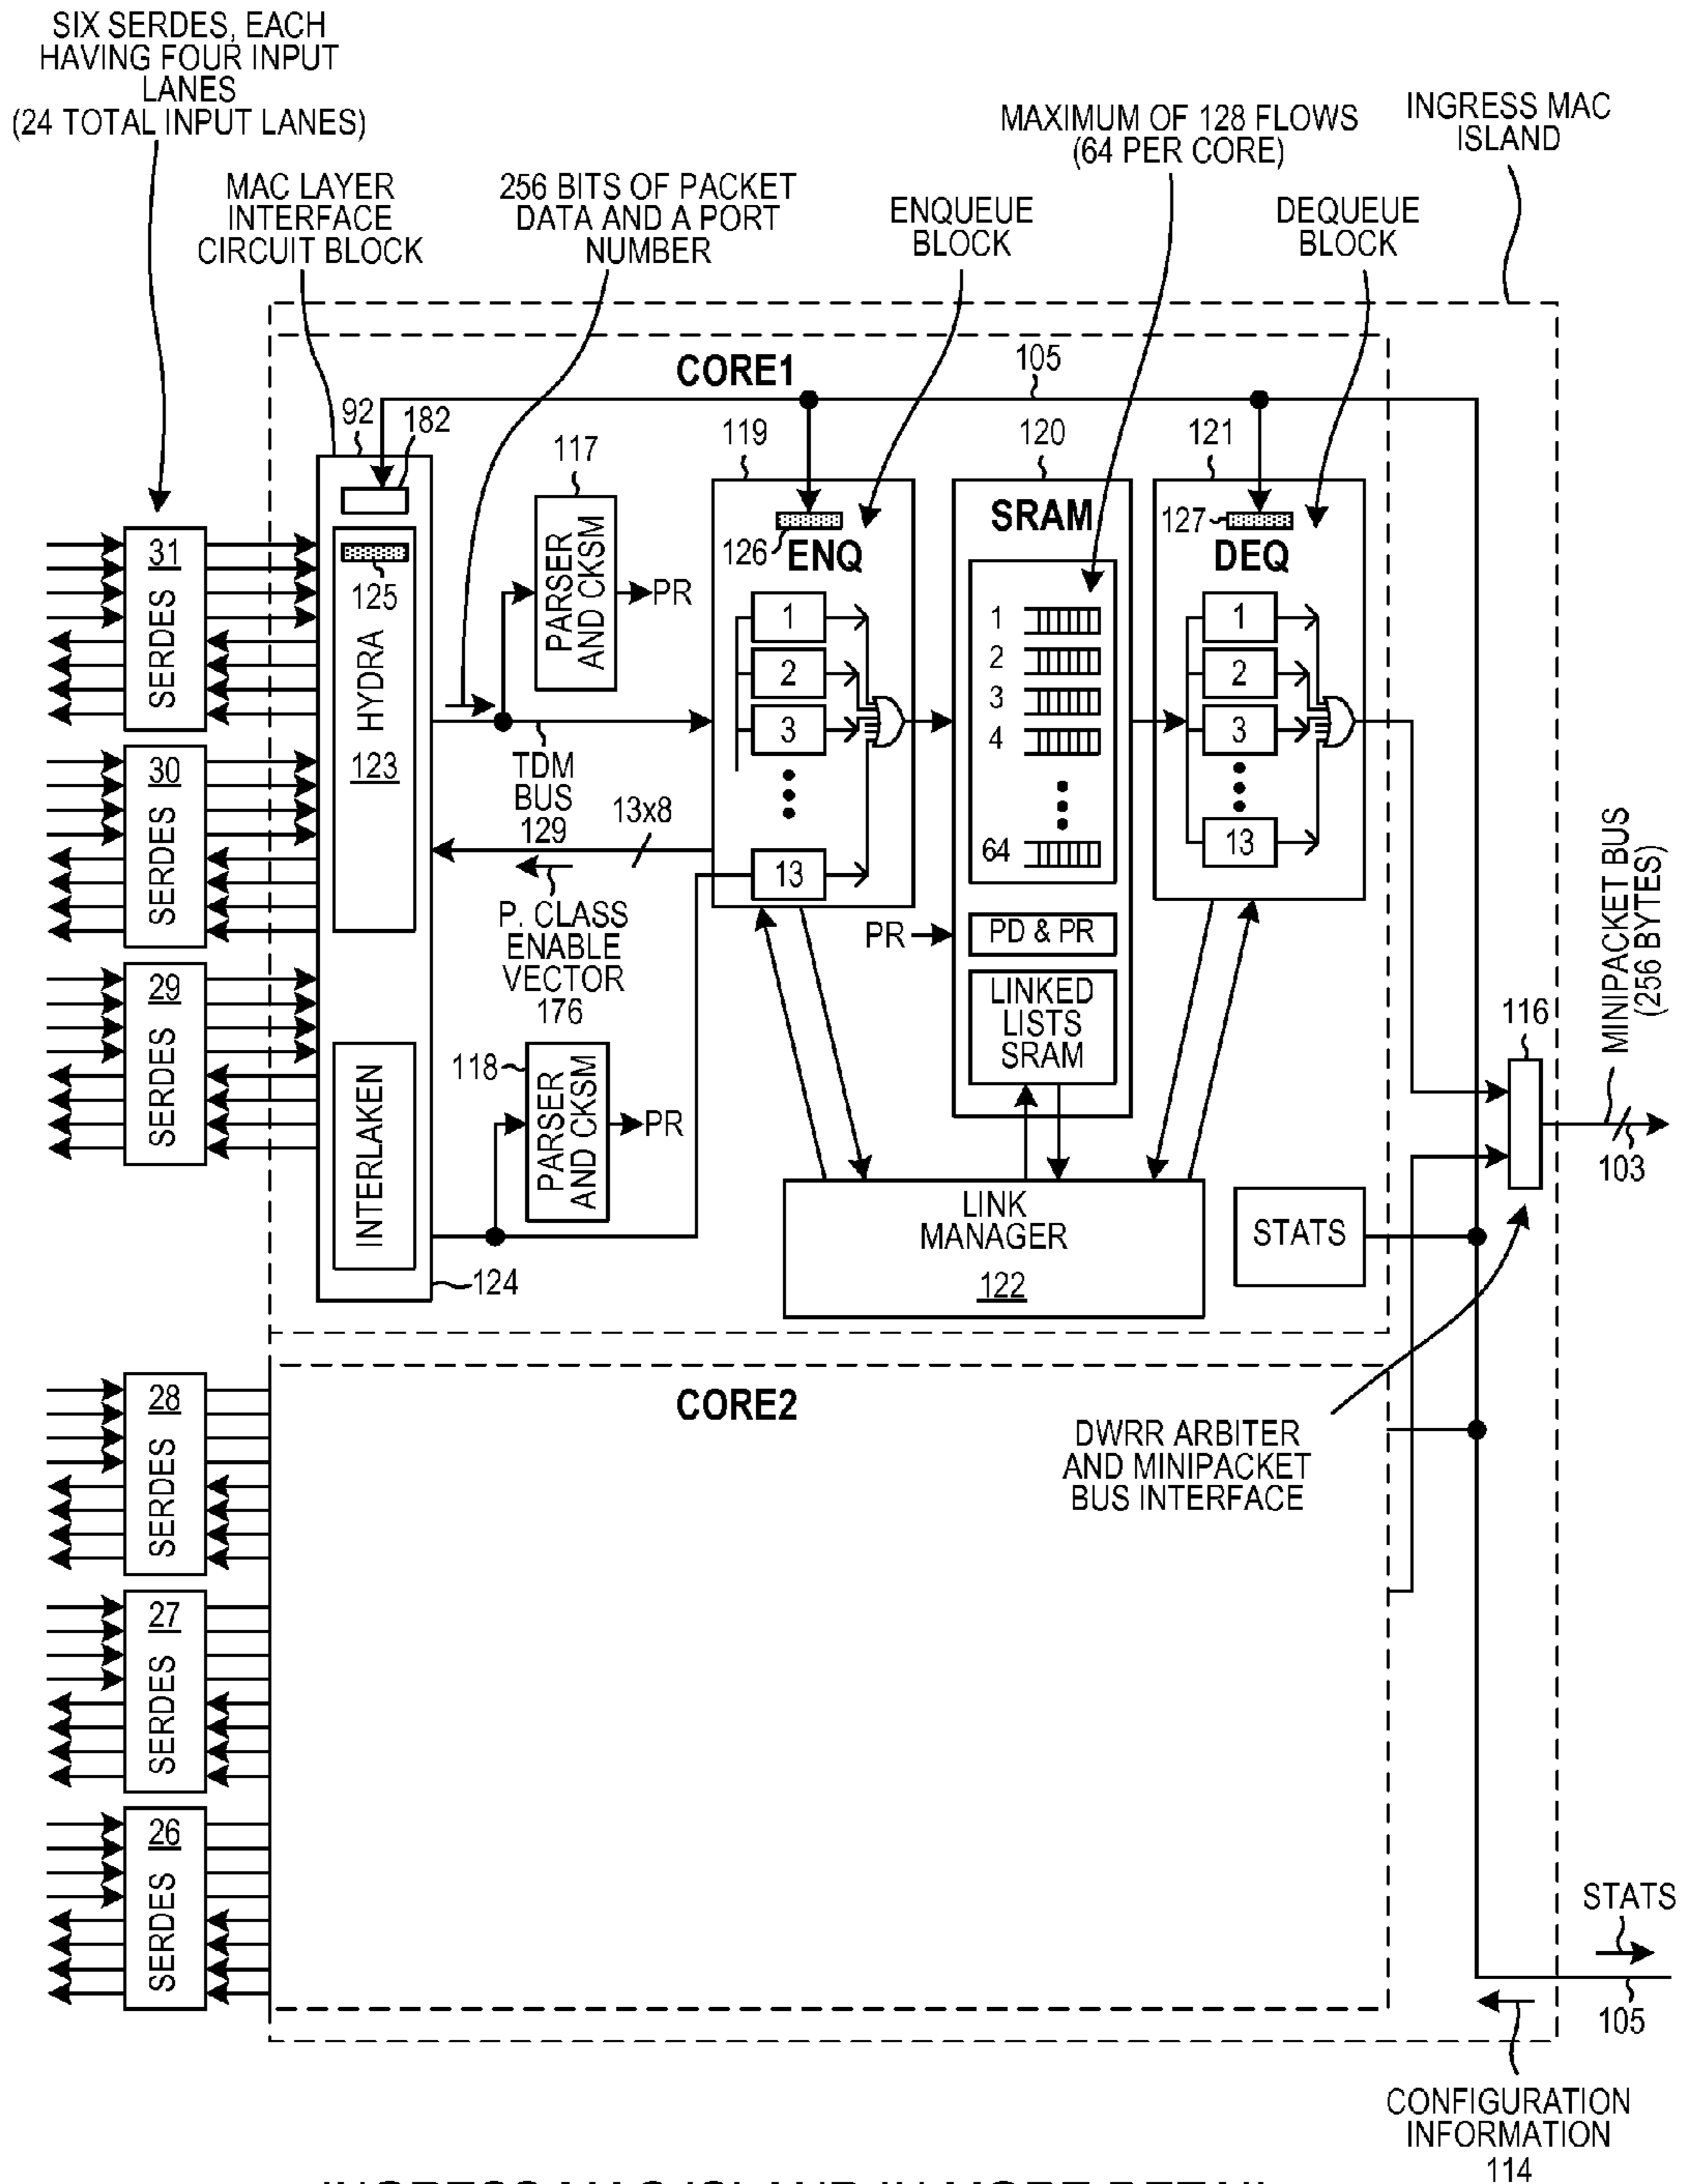 SIX SERDES, EACH
HAVING FOUR INPUT
LANES
(24 TOTAL INPUT LANES)
MAC LAYER
INTERFACE
CIRCUIT BLOCK
256 BITS OF PACKET
DATA AND A PORT
NUMBER
ENQUEUE
BLOCK
MAXIMUM OF 128 FLOWS
(64 PER CORE)
DEQUEUE
BLOCK
INGRESS MAC
ISLAND
CORE1
105
92
182
117
119
120
121
31
SERDES
30
SERDES
29
SERDES
125
HYDRA
123
INTERLAKEN
124
PARSER
AND CKSM
PR
TDM
BUS
129
13x8
P. CLASS
ENABLE
VECTOR
176
118
PARSER
AND CKSM
PR
126
ENQ
1
2
3
13
SRAM
1
2
3
4
64
PR
PD & PR
LINKED
LISTS
SRAM
127
DEQ
1
2
3
13
LINK
MANAGER
122
STATS
116
MINIPACKET BUS
(256 BYTES)
103
28
SERDES
27
SERDES
26
SERDES
CORE2
DWRR ARBITER
AND MINIPACKET
BUS INTERFACE
STATS
105
CONFIGURATION
INFORMATION
114
INGRESS MAC ISLAND IN MORE DETAIL